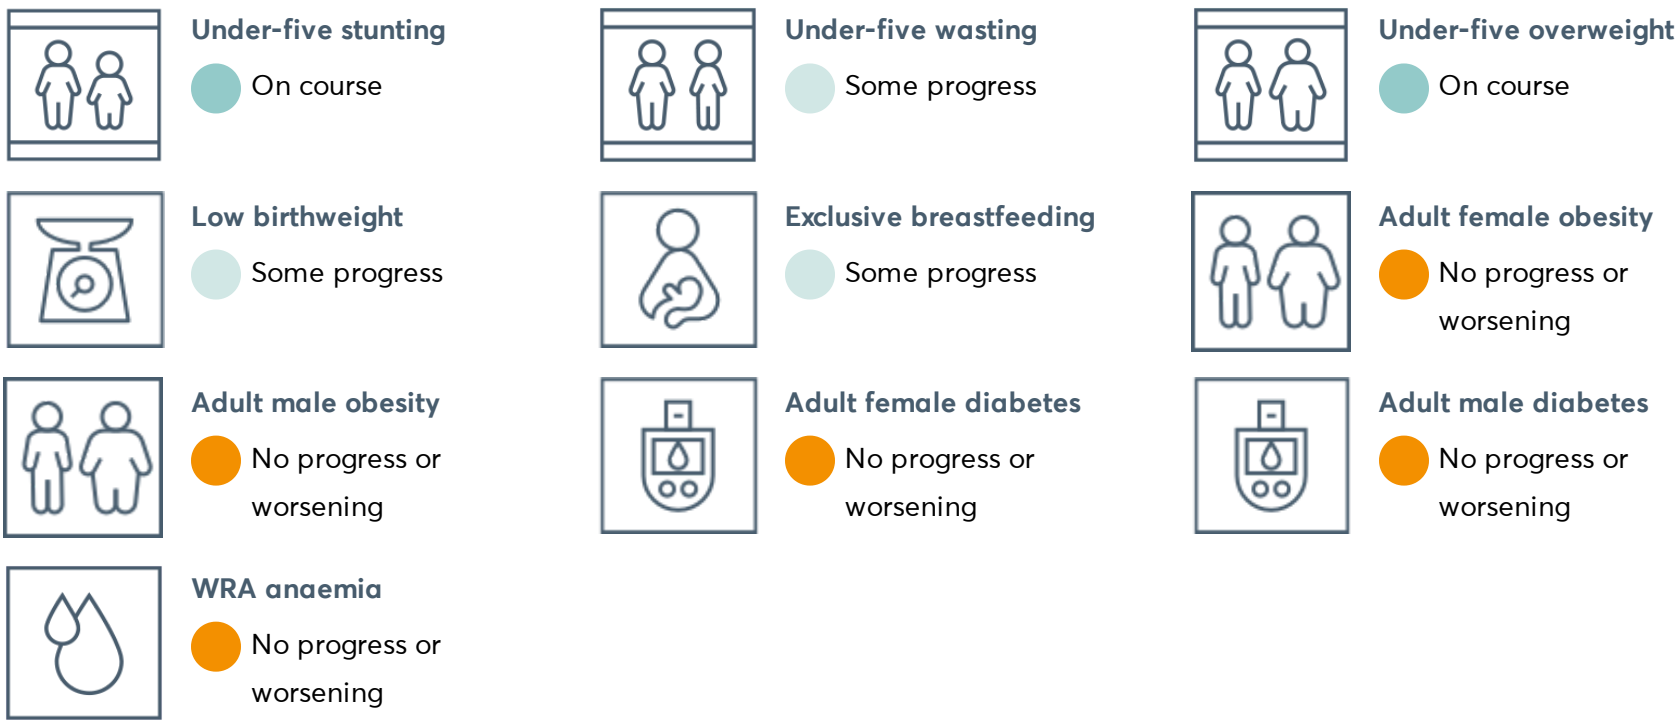 Under-five stunting
On course
Under-five wasting
Some progress
Under-five overweight
On course
Low birthweight
Some progress
Exclusive breastfeeding
Some progress
Adult female obesity
No progress or
worsening
Adult male obesity
No progress or
worsening
Adult female diabetes
No progress or
worsening
Adult male diabetes
No progress or
worsening
WRA anaemia
No progress or
worsening